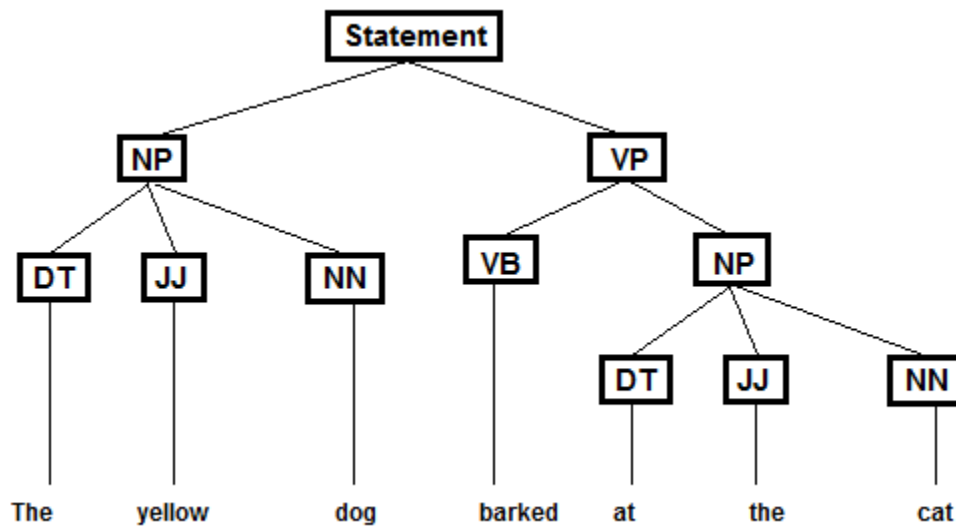 Statement
NP VP
DT JJ NN VB NP
DT JJ NN
The yellow dog barked at the cat